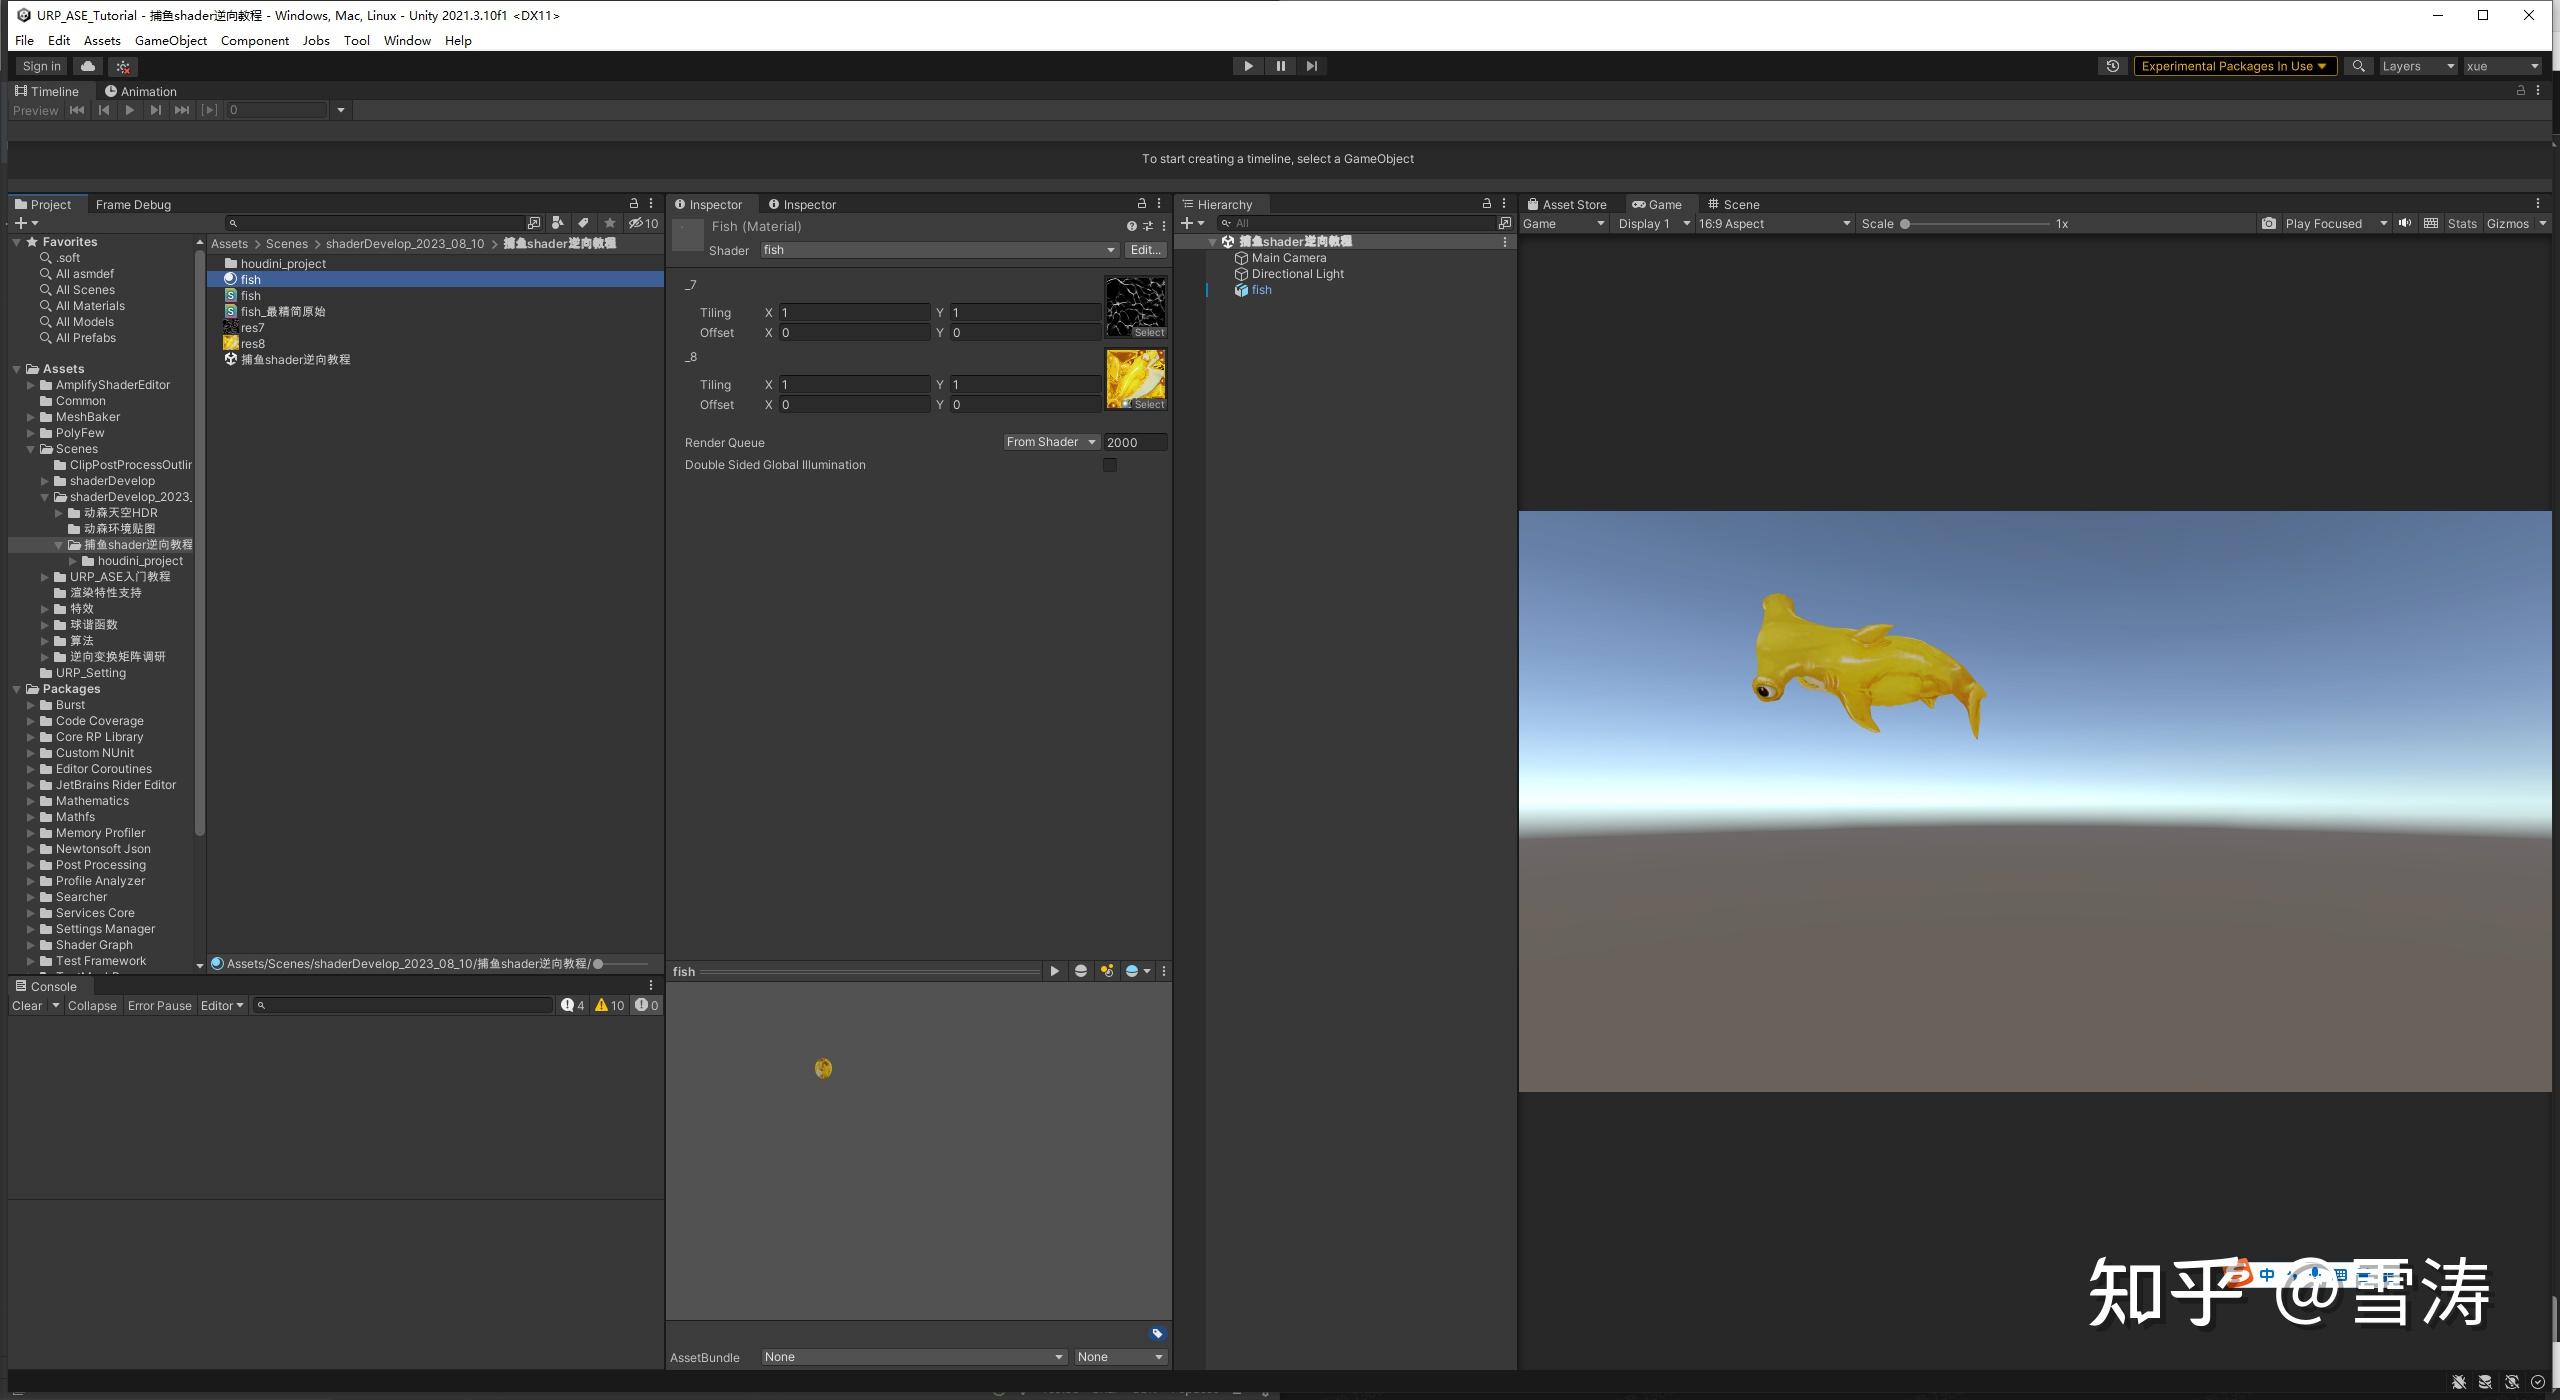 URP_ASE_Tutorial - 捕鱼shader逆向教程 - Windows, Mac, Linux - Unity 2021.3.10f1 <DX11>
File Edit Assets GameObject Component Jobs Tool Window Help
Sign in
Experimental Packages In Use
Layers
xue
Timeline
Animation
Preview
0
To start creating a timeline, select a GameObject
Project
Frame Debug
10
Favorites
.soft
All asmdef
All Scenes
All Materials
All Models
All Prefabs
Assets
AmplifyShaderEditor
Common
MeshBaker
PolyFew
Scenes
ClipPostProcessOutlin
shaderDevelop
shaderDevelop_2023_
动森天空HDR
动森环境贴图
捕鱼shader逆向教程
houdini_project
URP_ASE入门教程
渲染特性支持
特效
球谐函数
算法
逆向变换矩阵调研
URP_Setting
Packages
Burst
Code Coverage
Core RP Library
Custom NUnit
Editor Coroutines
JetBrains Rider Editor
Mathematics
Mathfs
Memory Profiler
Newtonsoft Json
Post Processing
Profile Analyzer
Searcher
Services Core
Settings Manager
Shader Graph
Test Framework
Assets > Scenes > shaderDevelop_2023_08_10 > 捕鱼shader逆向教程
houdini_project
fish
fish
fish_最精简原始
res7
res8
捕鱼shader逆向教程
Assets/Scenes/shaderDevelop_2023_08_10/捕鱼shader逆向教程/
Inspector
Inspector
Fish (Material)
Shader fish Edit...
_7
Tiling X 1 Y 1
Offset X 0 Y 0
Select
_8
Tiling X 1 Y 1
Offset X 0 Y 0
Select
Render Queue From Shader 2000
Double Sided Global Illumination
fish
AssetBundle None None
Hierarchy
All
捕鱼shader逆向教程
Main Camera
Directional Light
fish
Asset Store
Game
Scene
Game Display 1 16:9 Aspect Scale 1x Play Focused Stats Gizmos
Console
Clear Collapse Error Pause Editor 4 10 0
中
知乎 @雪涛